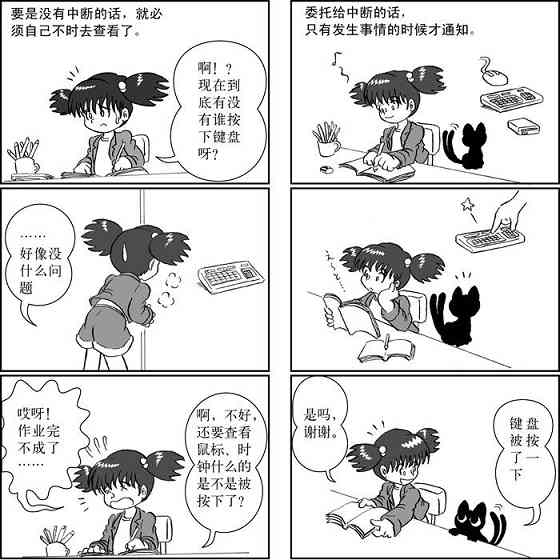 要是没有中断的话，就必
须自己不时去查看了。
啊！？
现在到
底有没
有谁按
下键盘
呀？
……
好像没
什么问
题
哎呀！
作业完
不成了
……
啊，不好，
还要查看
鼠标、时
钟什么的
是不是被
按下了？
委托给中断的话，
只有发生事情的时候才通知。
是吗，
谢谢。
键盘
被按
了一
下